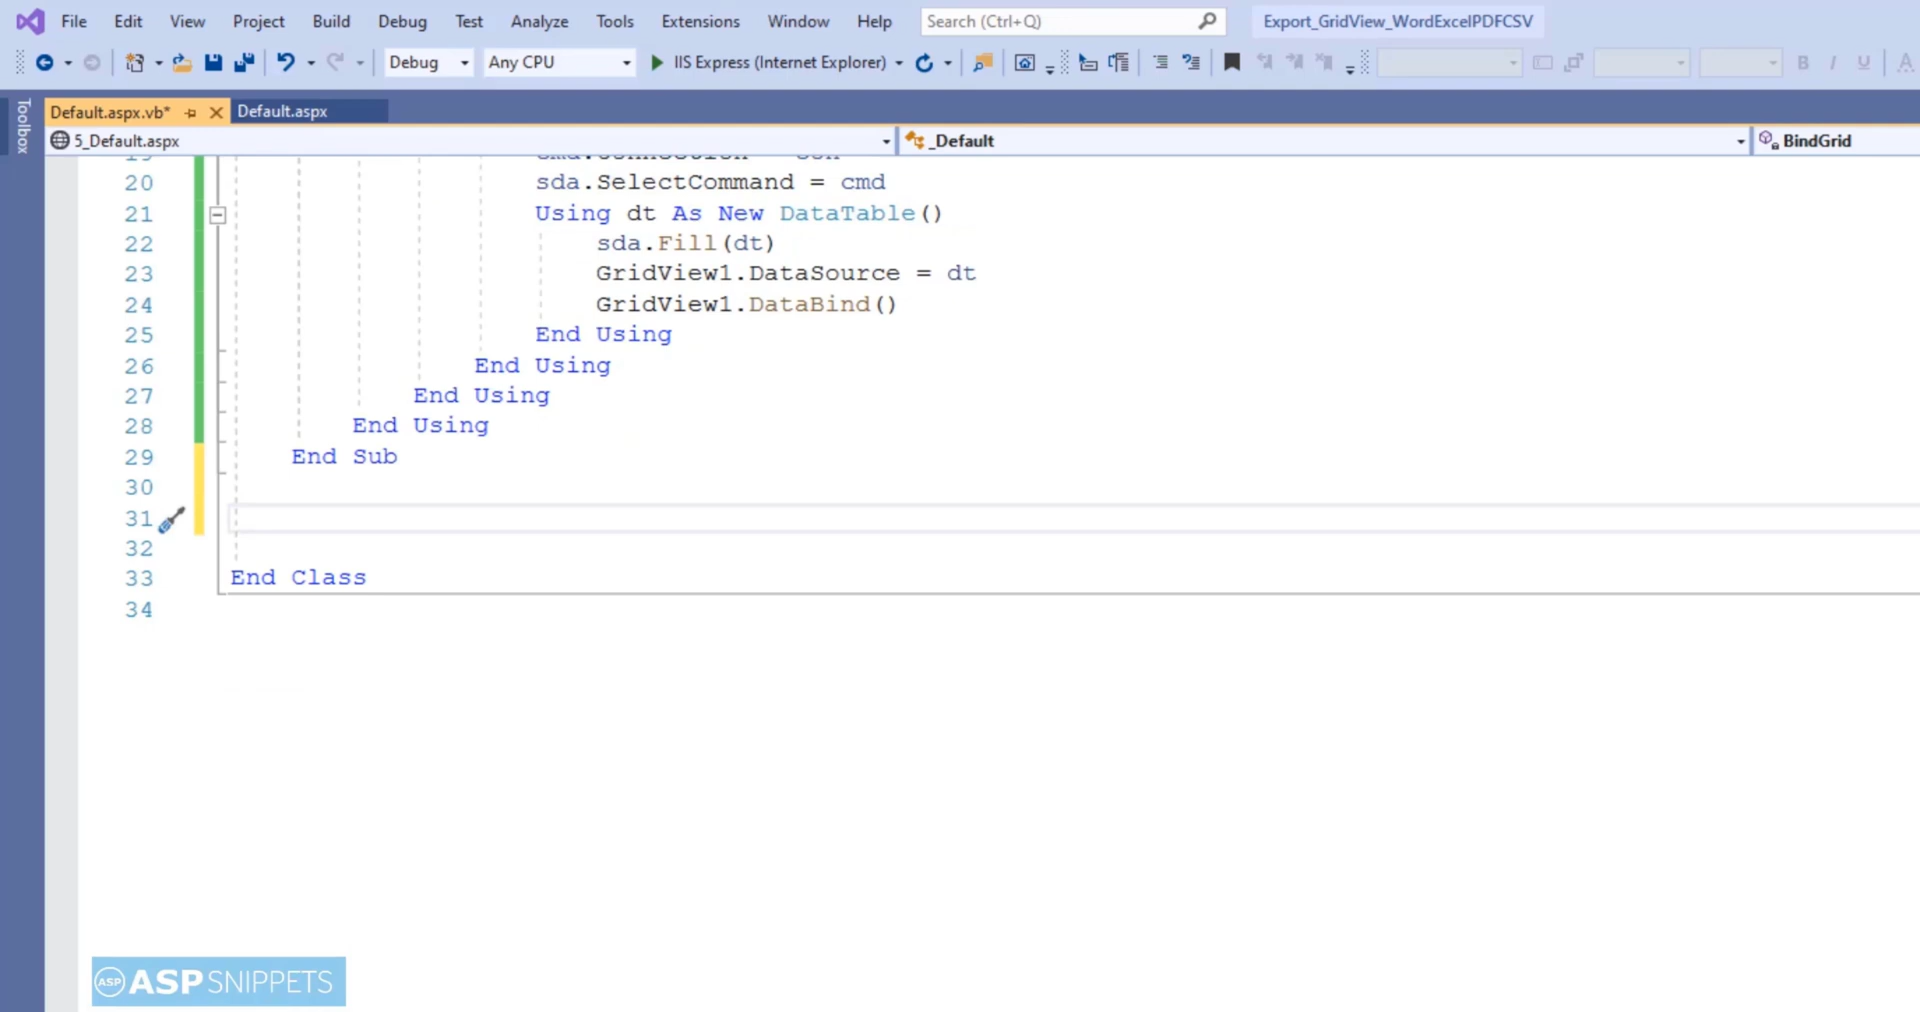 File Edit View Project Build Debug Test Analyze Tools Extensions Window Help Search (Ctrl+Q) Export_GridView_WordExcelPDFCSV
Debug Any CPU IIS Express (Internet Explorer)
Toolbox
Default.aspx.vb* Default.aspx
5_Default.aspx _Default BindGrid
20 sda.SelectCommand = cmd
21 Using dt As New DataTable()
22 sda.Fill(dt)
23 GridView1.DataSource = dt
24 GridView1.DataBind()
25 End Using
26 End Using
27 End Using
28 End Using
29 End Sub
30
31
32
33 End Class
34
ASP ASPSNIPPETS